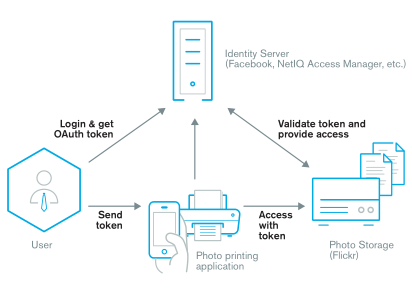 Identity Server
(Facebook, NetIQ Access Manager, etc.)
Login & get
OAuth token
Validate token and
provide access
Send
token
Access
with
token
User
Photo printing
application
Photo Storage
(Flickr)